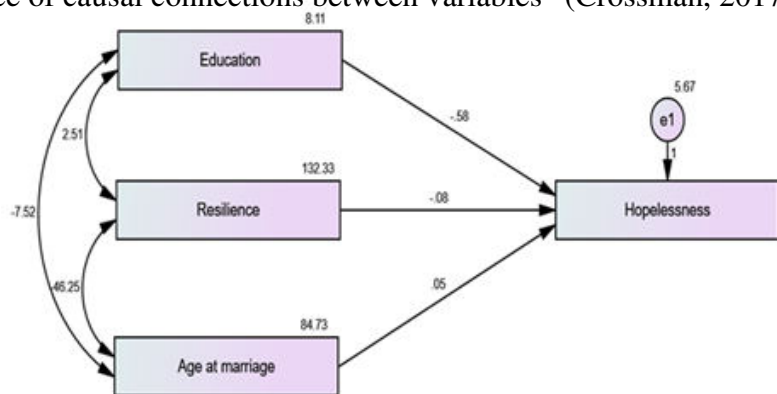 ce of causal connections between variables" (Crossman, 2017
8.11
Education
5.67
e1
-.58
2.51
1
132.33
Resilience
-.08
Hopelessness
-7.52
-46.25
.05
84.73
Age at marriage